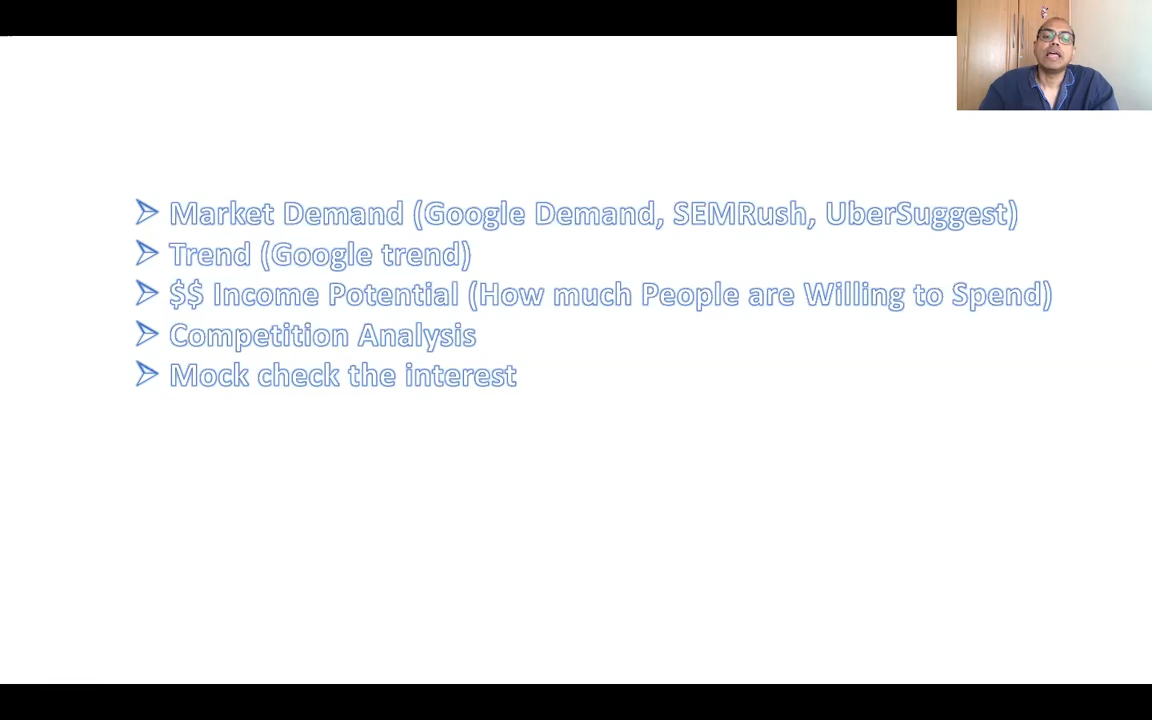 ➢ Market Demand (Google Demand, SEMRush, UberSuggest)
➢ Trend (Google trend)
➢ $$ Income Potential (How much People are Willing to Spend)
➢ Competition Analysis
➢ Mock check the interest